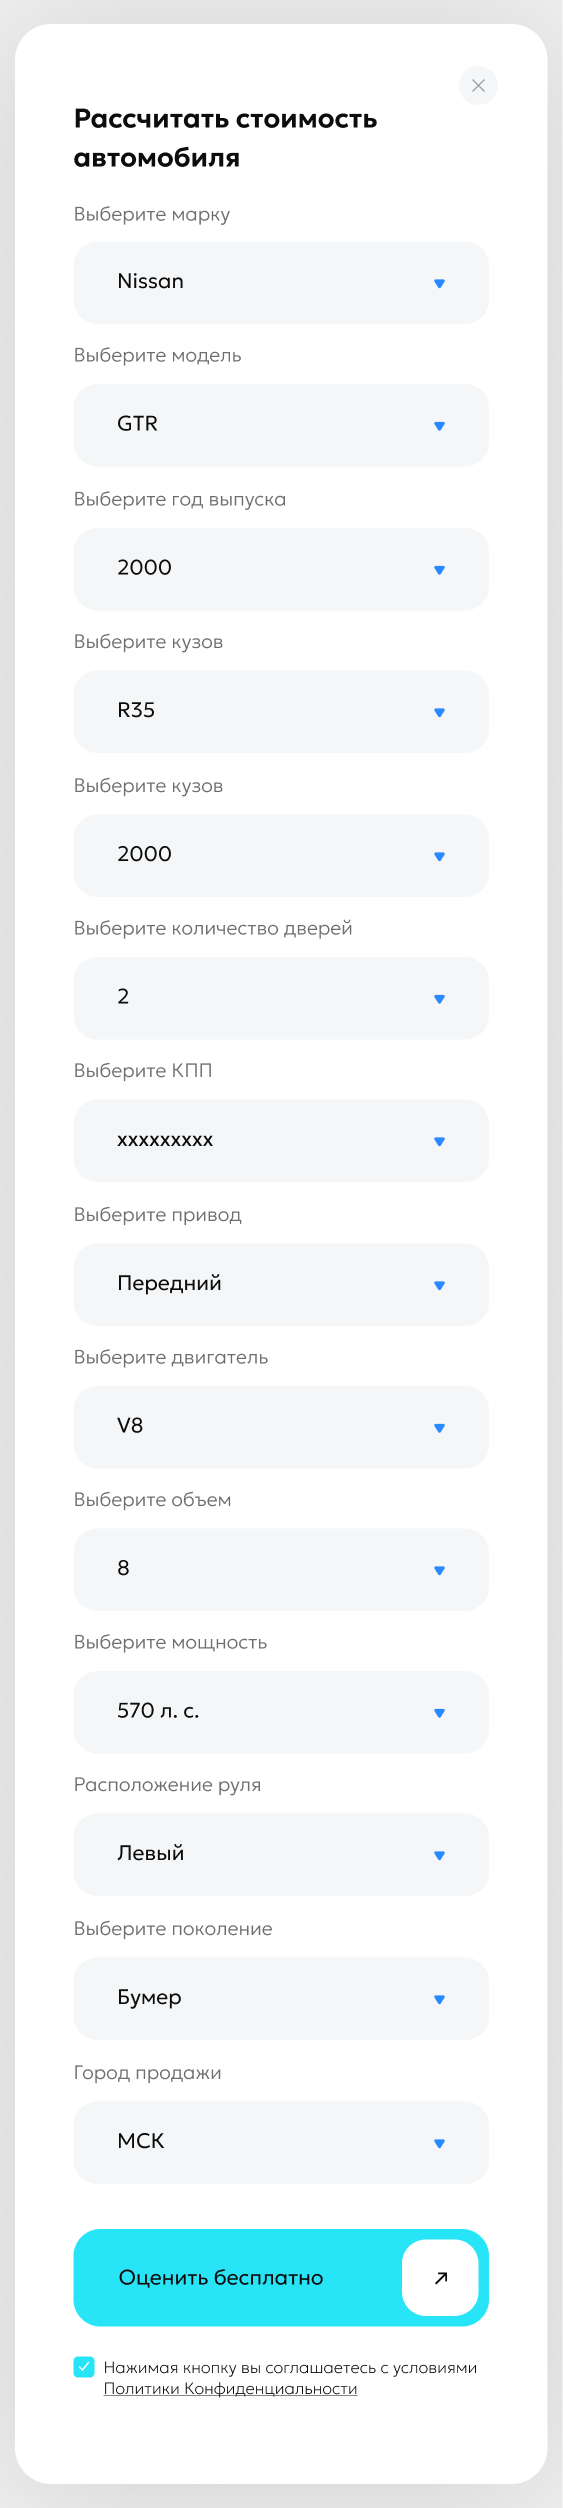 Рассчитать стоимость
автомобиля
Выберите марку
Nissan
Выберите модель
GTR
Выберите год выпуска
2000
Выберите кузов
R35
Выберите кузов
2000
Выберите количество дверей
2
Выберите КПП
xxxxxxxxx
Выберите привод
Передний
Выберите двигатель
V8
Выберите объем
8
Выберите мощность
570 л. с.
Расположение руля
Левый
Выберите поколение
Бумер
Город продажи
МСК
Оценить бесплатно
Нажимая кнопку вы соглашаетесь с условиями
Политики Конфиденциальности